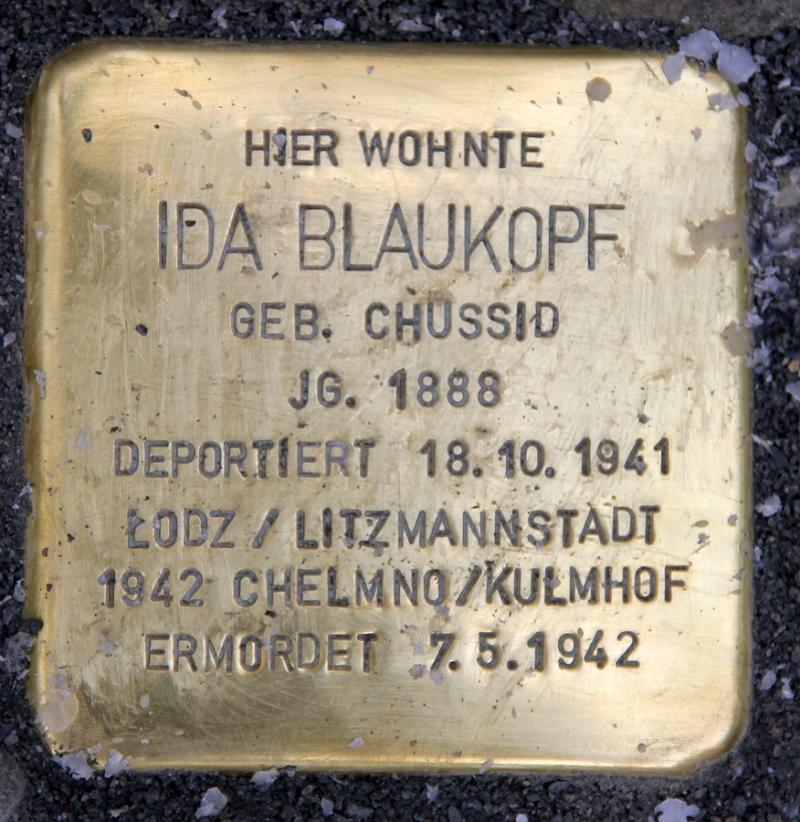 HIER WOHNTE
IDA BLAUKOPF
GEB. CHUSSID
JG. 1888
DEPORTIERT 18.10.1941
ŁODZ / LITZMANNSTADT
1942 CHELMNO/KULMHOF
ERMORDET 7.5.1942